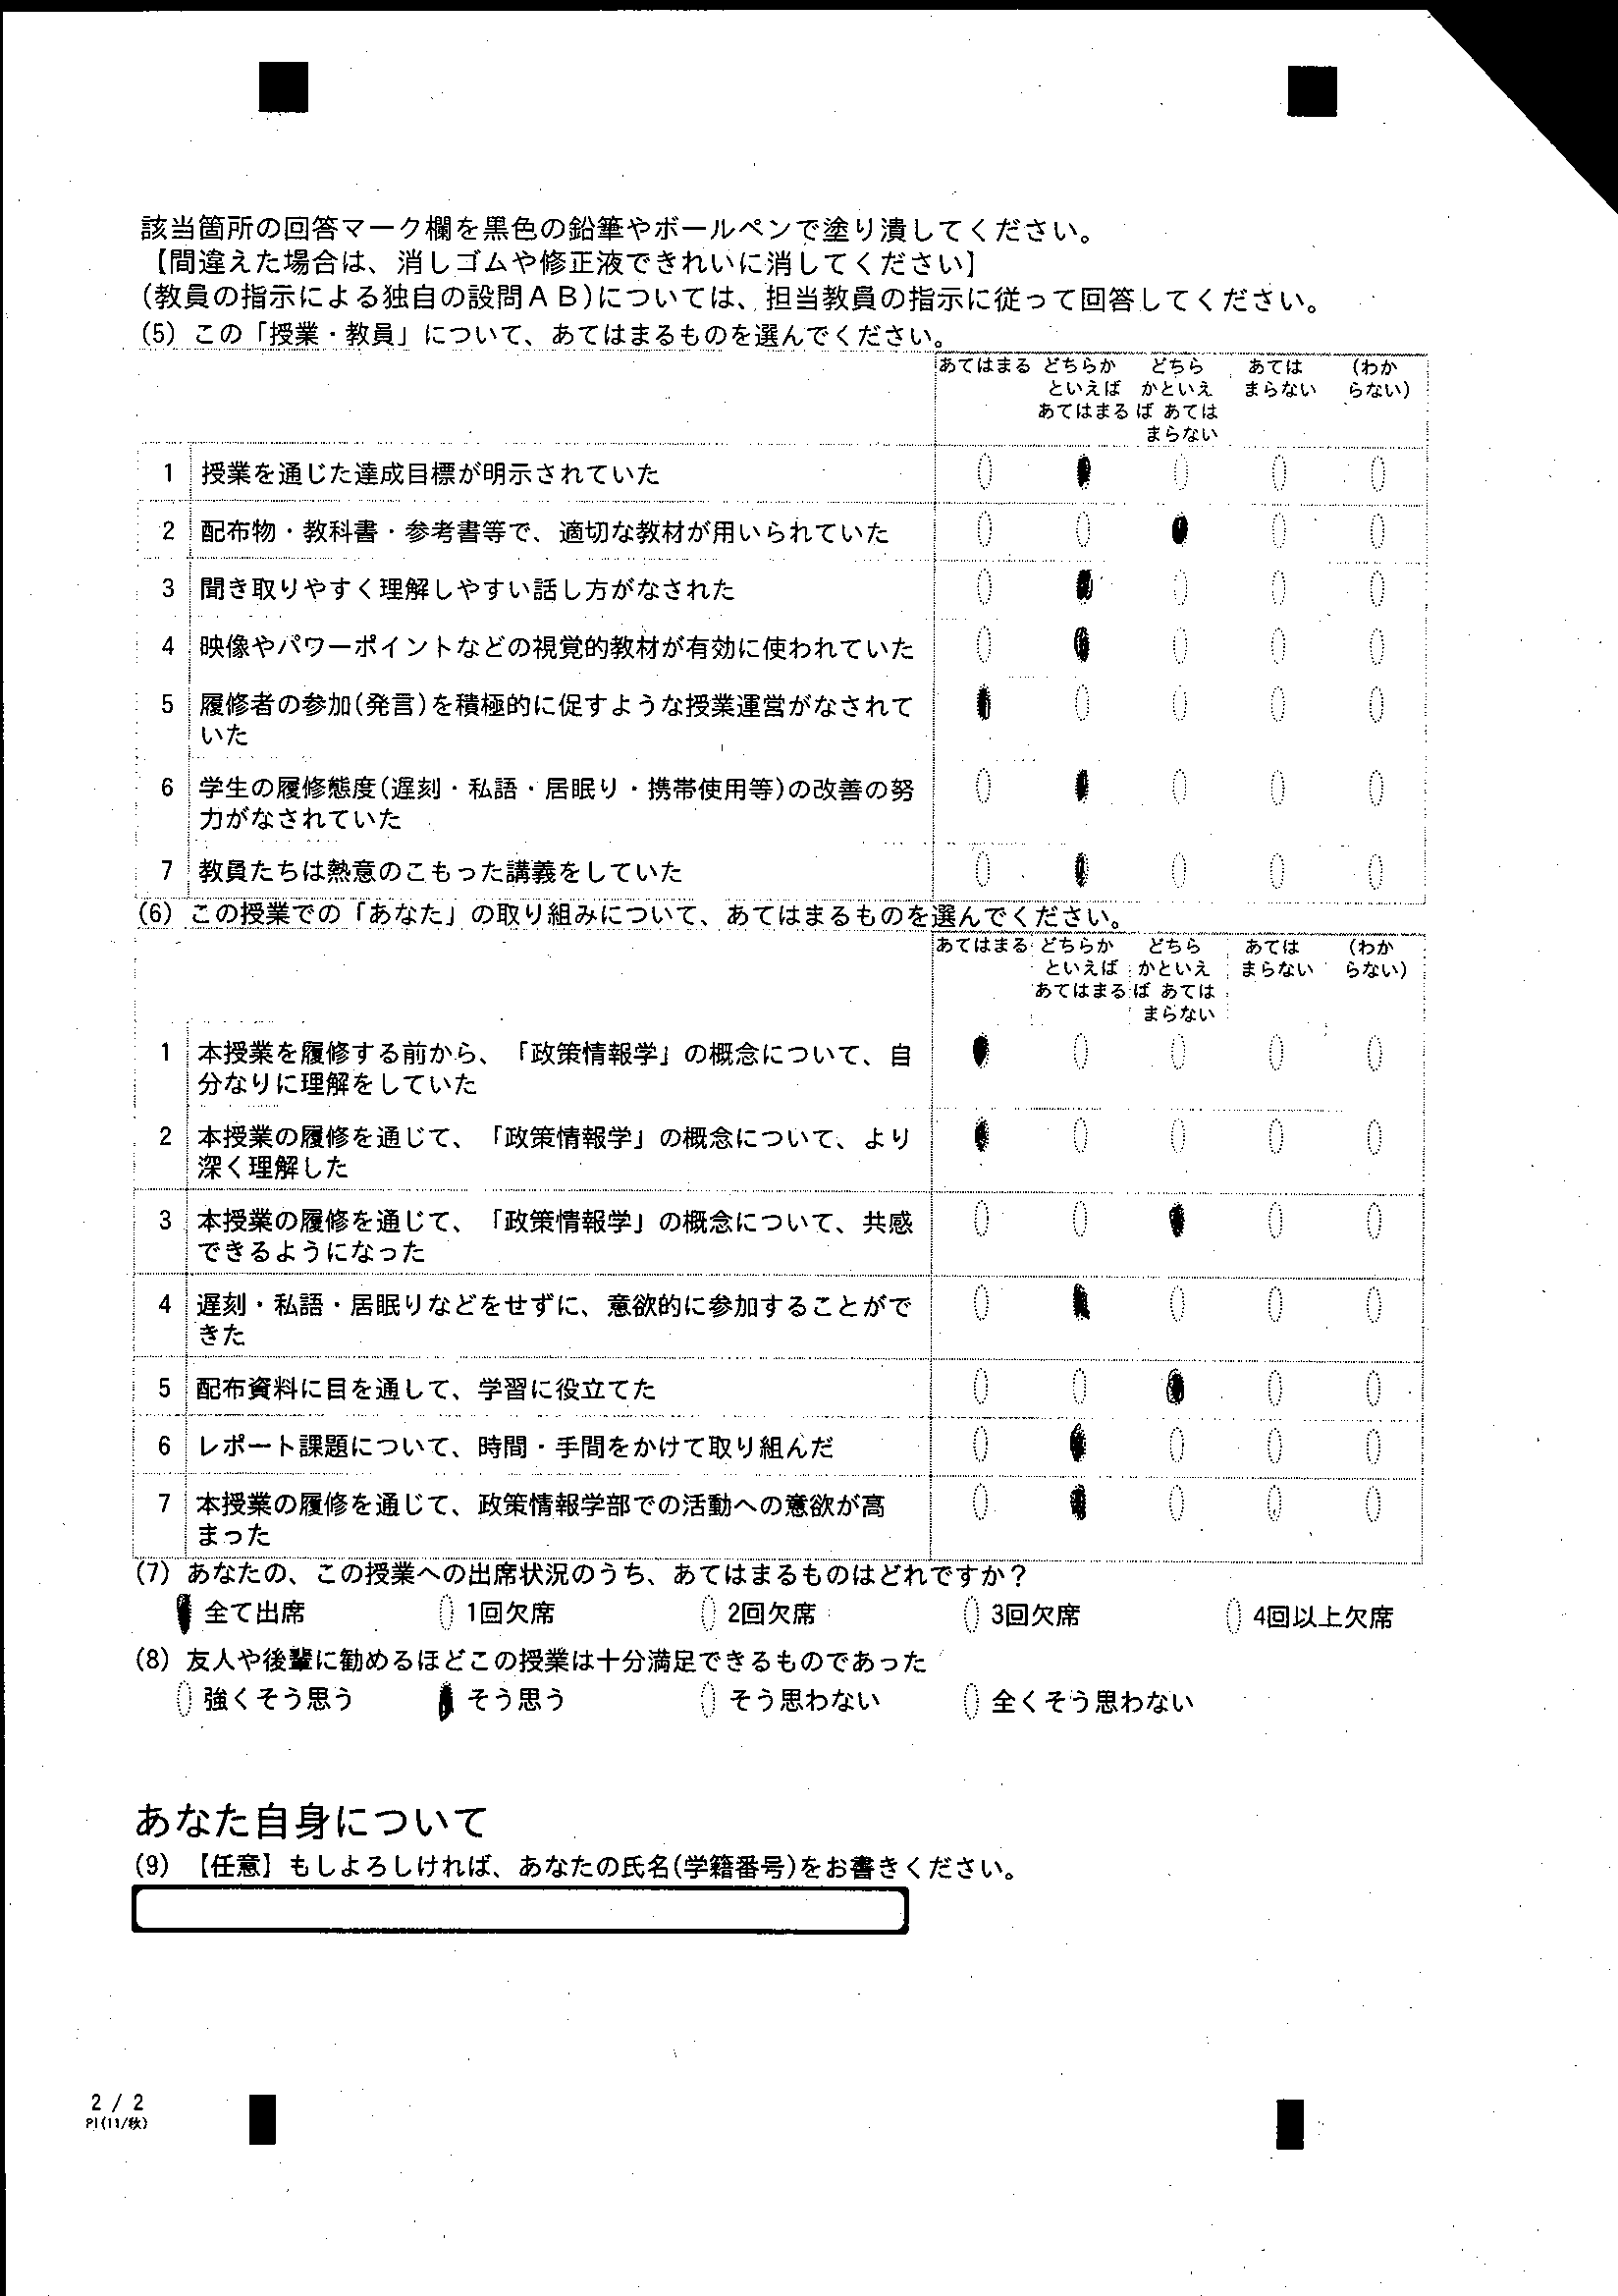 該当箇所の回答マーク欄を黒色の鉛筆やボールペンで塗り潰してください。
【間違えた場合は、消しゴムや修正液できれいに消してください】
(教員の指示による独自の設問ＡＢ)については、担当教員の指示に従って回答してください。
(5) この「授業・教員」について、あてはまるものを選んでください。
あてはまる どちらか どちら あては (わか
といえば かといえ まらない らない)
あてはまる ば あては
まらない
1 授業を通じた達成目標が明示されていた
2 配布物・教科書・参考書等で、適切な教材が用いられていた
3 聞き取りやすく理解しやすい話し方がなされた
4 映像やパワーポイントなどの視覚的教材が有効に使われていた
5 履修者の参加(発言)を積極的に促すような授業運営がなされて
いた
6 学生の履修態度(遅刻・私語・居眠り・携帯使用等)の改善の努
力がなされていた
7 教員たちは熱意のこもった講義をしていた
(6) この授業での「あなた」の取り組みについて、あてはまるものを選んでください。
あてはまる どちらか どちら あては (わか
といえば かといえ まらない らない)
あてはまる ば あては
まらない
1 本授業を履修する前から、「政策情報学」の概念について、自
分なりに理解をしていた
2 本授業の履修を通じて、「政策情報学」の概念について、より
深く理解した
3 本授業の履修を通じて、「政策情報学」の概念について、共感
できるようになった
4 遅刻・私語・居眠りなどをせずに、意欲的に参加することがで
きた
5 配布資料に目を通して、学習に役立てた
6 レポート課題について、時間・手間をかけて取り組んだ
7 本授業の履修を通じて、政策情報学部での活動への意欲が高
まった
(7) あなたの、この授業への出席状況のうち、あてはまるものはどれですか？
全て出席 1回欠席 2回欠席 3回欠席 4回以上欠席
(8) 友人や後輩に勧めるほどこの授業は十分満足できるものであった
強くそう思う そう思う そう思わない 全くそう思わない
あなた自身について
(9) 【任意】もしよろしければ、あなたの氏名(学籍番号)をお書きください。
2 / 2
PI(11/秋)